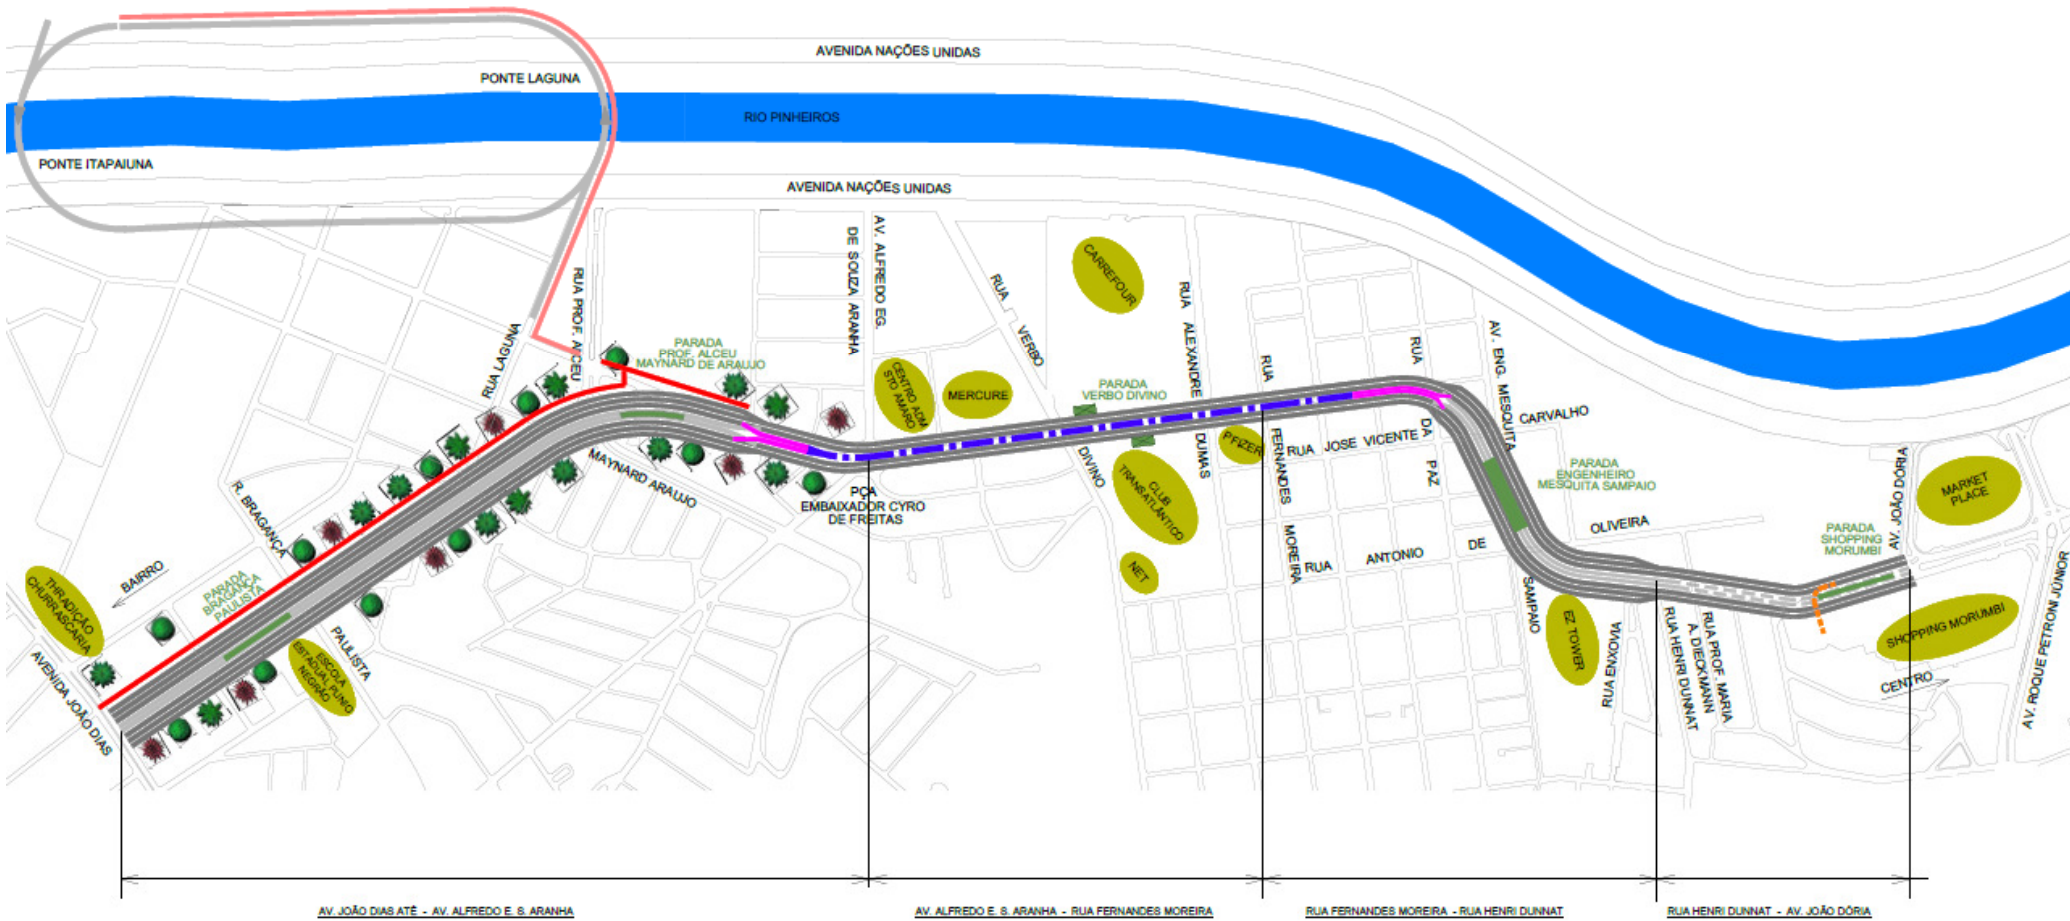 AVENIDA NAÇÕES UNIDAS
PONTE LAGUNA
RIO PINHEIROS
PONTE ITAPAIUNA
AVENIDA NAÇÕES UNIDAS
AV. ALFREDO EG.
DE SOUZA ARANHA
RUA PROF. ALCEU
RUA LAGUNA
PARADA
PROF. ALCEU
MAYNARD DE ARAUJO
CENTRO ADM
STO AMARO
MERCURE
RUA
VERBO
DIVINO
CARREFOUR
RUA
ALEXANDRE
DUMAS
PARADA
VERBO DIVINO
RUA
FERNANDES
MOREIRA
PFIZER
RUA JOSE VICENTE
RUA
DA
PAZ
AV. ENG. MESQUITA
SAMPAIO
CARVALHO
PARADA
ENGENHEIRO
MESQUITA SAMPAIO
OLIVEIRA
RUA
ANTONIO
DE
CLUB
TRANSATLÂNTICO
NET
MAYNARD ARAUJO
PÇA
EMBAIXADOR CYRO
DE FREITAS
R. BRAGANÇA
PAULISTA
BAIRRO
PARADA
BRAGANÇA
PAULISTA
THRADIÇÃO
CHURRASCARIA
AVENIDA JOÃO DIAS
ESCOLA
ESTADUAL PLINIO
NEGRÃO
EZ TOWER
RUA ENXOVIA
RUA HENRI DUNNAT
RUA PROF. MARIA
A. DIECKMANN
PARADA
SHOPPING
MORUMBI
AV. JOÃO DÓRIA
MARKET
PLACE
SHOPPING MORUMBI
CENTRO
AV. ROQUE PETRONI JÚNIOR
AV. JOÃO DIAS ATÉ - AV. ALFREDO E. S. ARANHA
AV. ALFREDO E. S. ARANHA - RUA FERNANDES MOREIRA
RUA FERNANDES MOREIRA - RUA HENRI DUNNAT
RUA HENRI DUNNAT - AV. JOÃO DÓRIA